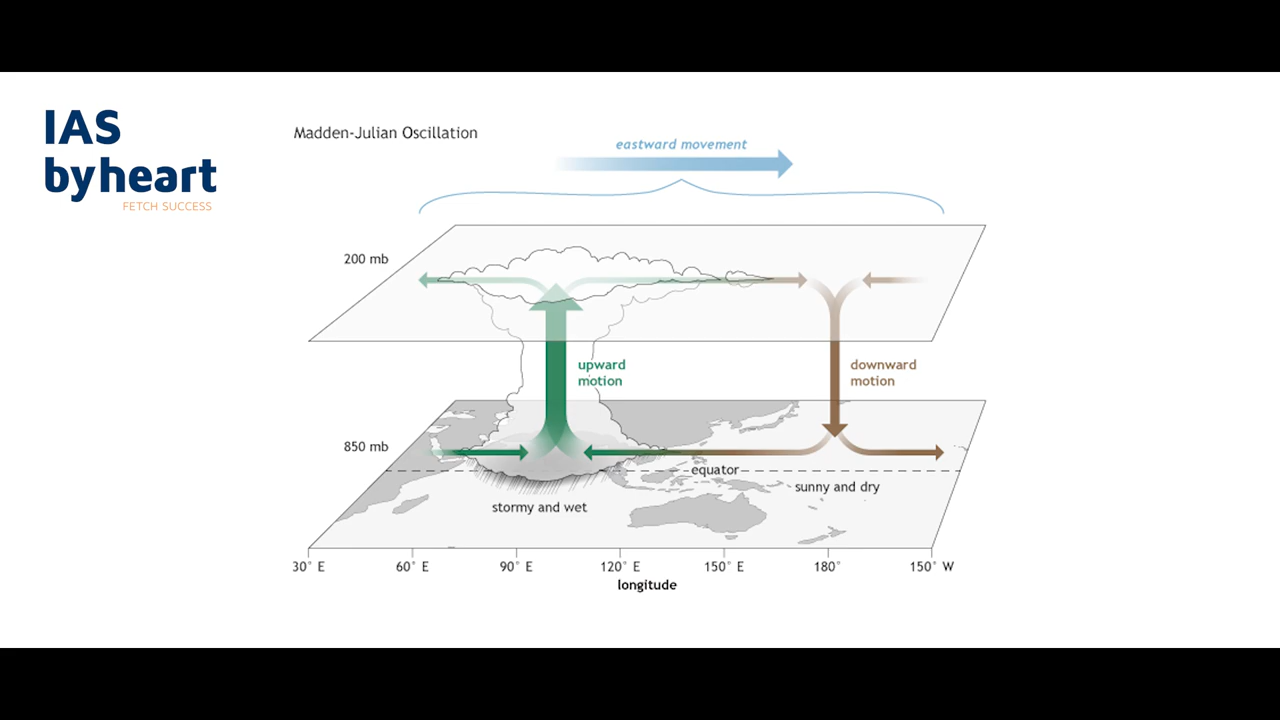 IAS
byheart
FETCH SUCCESS
Madden-Julian Oscillation
eastward movement
200 mb
upward
motion
downward
motion
850 mb
equator
sunny and dry
stormy and wet
30° E 60° E 90° E 120° E 150° E 180° 150° W
longitude